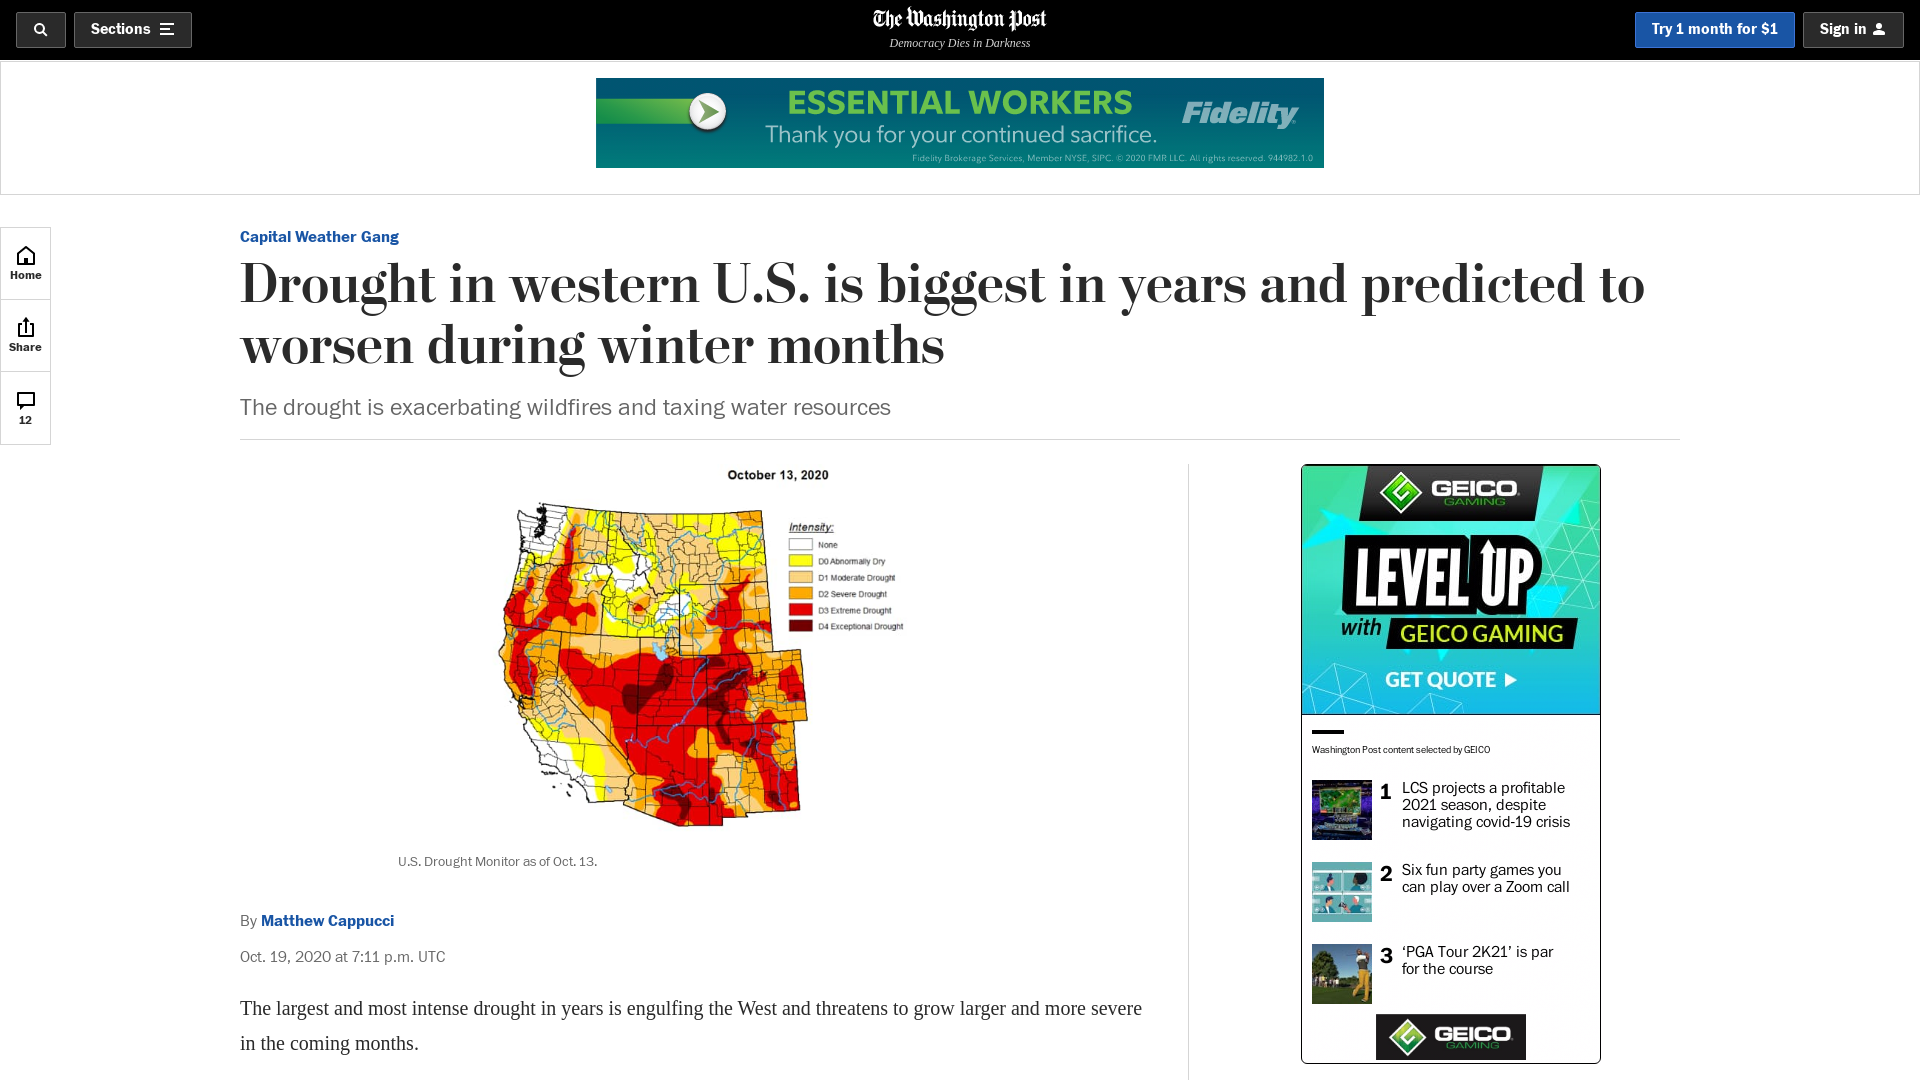 Sections
The Washington Post
Democracy Dies in Darkness
Try 1 month for $1
Sign in
ESSENTIAL WORKERS
Thank you for your continued sacrifice.
Fidelity
Fidelity Brokerage Services, Member NYSE, SIPC. © 2020 FMR LLC. All rights reserved. 944982.1.0
Home
Share
12
Capital Weather Gang
Drought in western U.S. is biggest in years and predicted to
worsen during winter months
The drought is exacerbating wildfires and taxing water resources
October 13, 2020
Intensity:
None
D0 Abnormally Dry
D1 Moderate Drought
D2 Severe Drought
D3 Extreme Drought
D4 Exceptional Drought
U.S. Drought Monitor as of Oct. 13.
By Matthew Cappucci
Oct. 19, 2020 at 7:11 p.m. UTC
The largest and most intense drought in years is engulfing the West and threatens to grow larger and more severe
in the coming months.
GEICO
GAMING
LEVEL UP
with GEICO GAMING
GET QUOTE
Washington Post content selected by GEICO
1 LCS projects a profitable
2021 season, despite
navigating covid-19 crisis
2 Six fun party games you
can play over a Zoom call
3 ‘PGA Tour 2K21’ is par
for the course
GEICO
GAMING